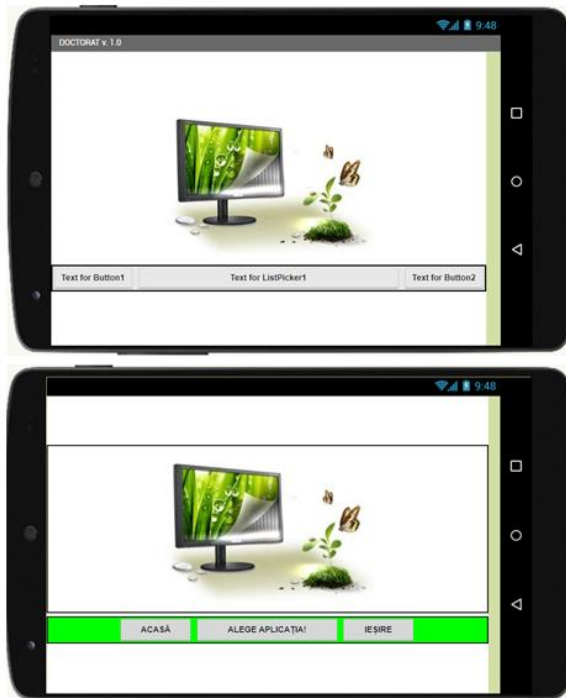 9:48
DOCTORAT v. 1.0
Text for Button1 Text for ListPicker1 Text for Button2
9:48
ACASĂ ALEGE APLICAȚIA! IEȘIRE